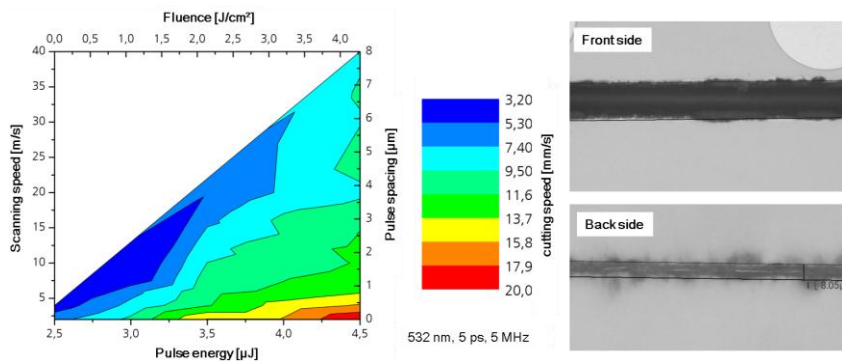 Fluence [J/cm²]
0,0 0,5 1,0 1,5 2,0 2,5 3,0 3,5 4,0
40
35
30
25
20
15
10
5
Scanning speed [m/s]
8
7
6
5
4
3
2
1
0
Pulse spacing [µm]
2,5 3,0 3,5 4,0 4,5
Pulse energy [µJ]
3,20
5,30
7,40
9,50
11,6
13,7
15,8
17,9
20,0
cutting speed [mm/s]
532 nm, 5 ps, 5 MHz
Front side
Back side